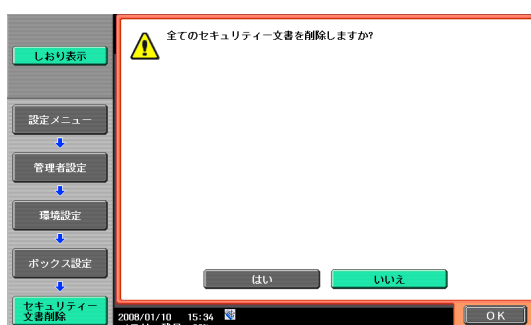 しおり表示
設定メニュー
管理者設定
環境設定
ボックス設定
セキュリティー
文書削除
全てのセキュリティー文書を削除しますか?
はい
いいえ
2008/01/10 15:34
OK